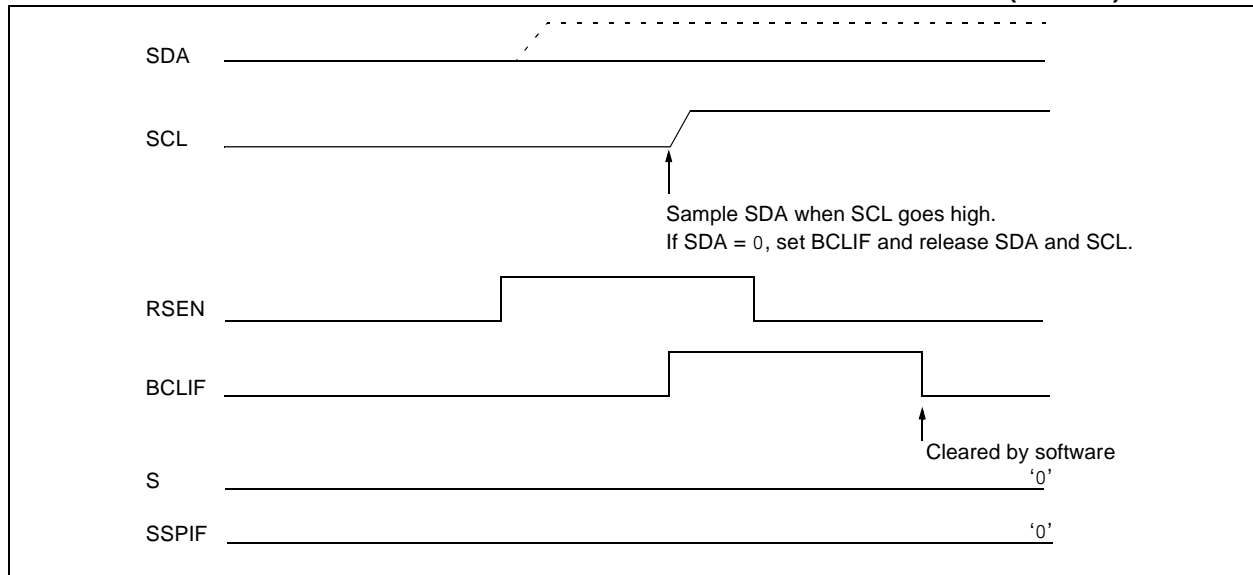 SDA
SCL
Sample SDA when SCL goes high.
If SDA = 0, set BCLIF and release SDA and SCL.
RSEN
BCLIF
Cleared by software
S
‘0’
SSPIF
‘0’